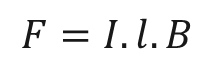 F = I. l. B